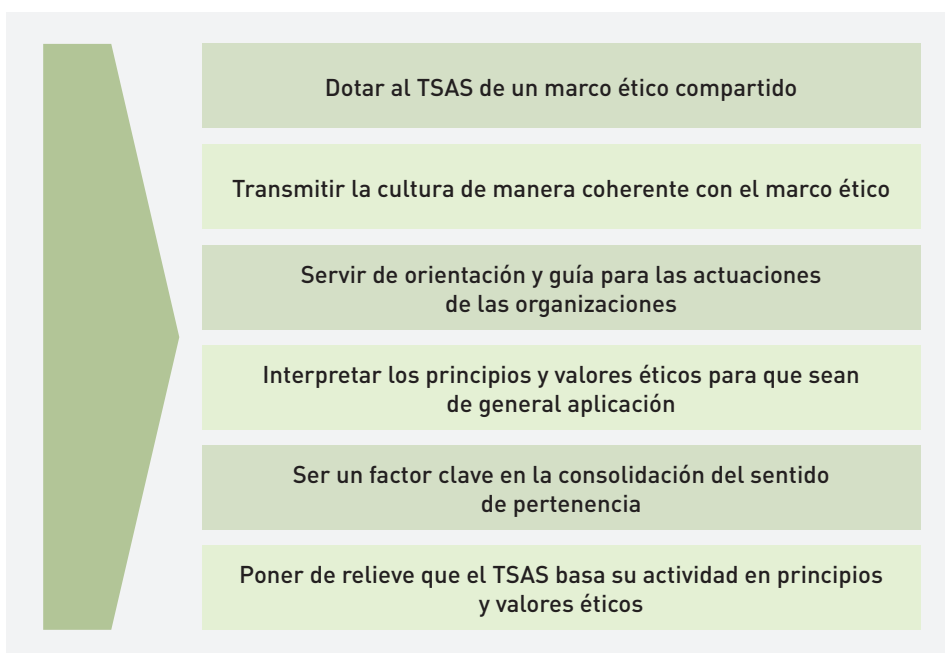 Dotar al TSAS de un marco ético compartido
Transmitir la cultura de manera coherente con el marco ético
Servir de orientación y guía para las actuaciones
de las organizaciones
Interpretar los principios y valores éticos para que sean
de general aplicación
Ser un factor clave en la consolidación del sentido
de pertenencia
Poner de relieve que el TSAS basa su actividad en principios
y valores éticos